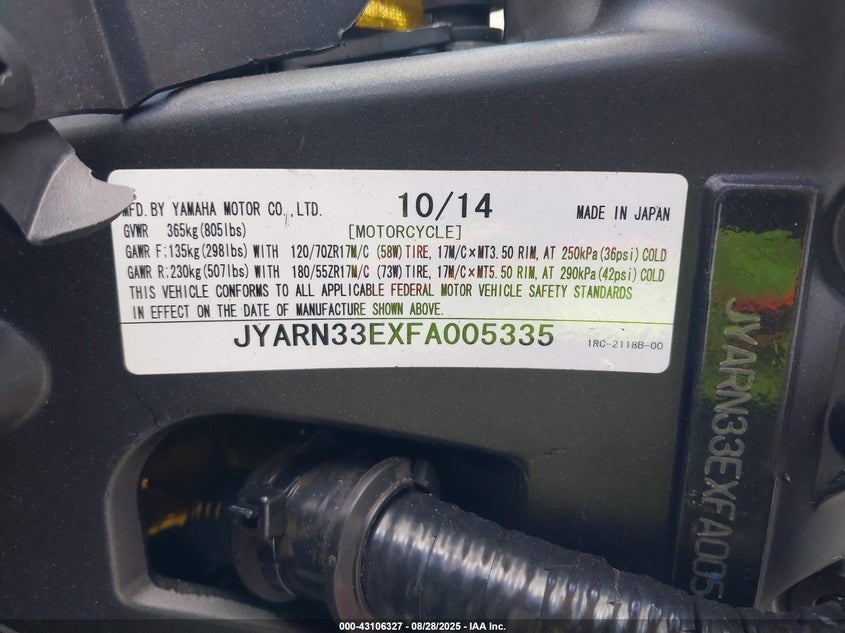 MFD. BY YAMAHA MOTOR CO., LTD. 10/14 MADE IN JAPAN
GVWR 365kg(805lbs) [MOTORCYCLE]
GAWR F:135kg(298lbs) WITH 120/70ZR17M/C (58W) TIRE, 17M/C×MT3.50 RIM, AT 250kPa(36psi) COLD
GAWR R:230kg(507lbs) WITH 180/55ZR17M/C (73W) TIRE, 17M/C×MT5.50 RIM, AT 290kPa(42psi) COLD
THIS VEHICLE CONFORMS TO ALL APPLICABLE FEDERAL MOTOR VEHICLE SAFETY STANDARDS
IN EFFECT ON THE DATE OF MANUFACTURE SHOWN ABOVE.
JYARN33EXFA005335 1RC-2118B-00
JYARN33EXFA005
000-43106327 - 08/28/2025 - IAA Inc.